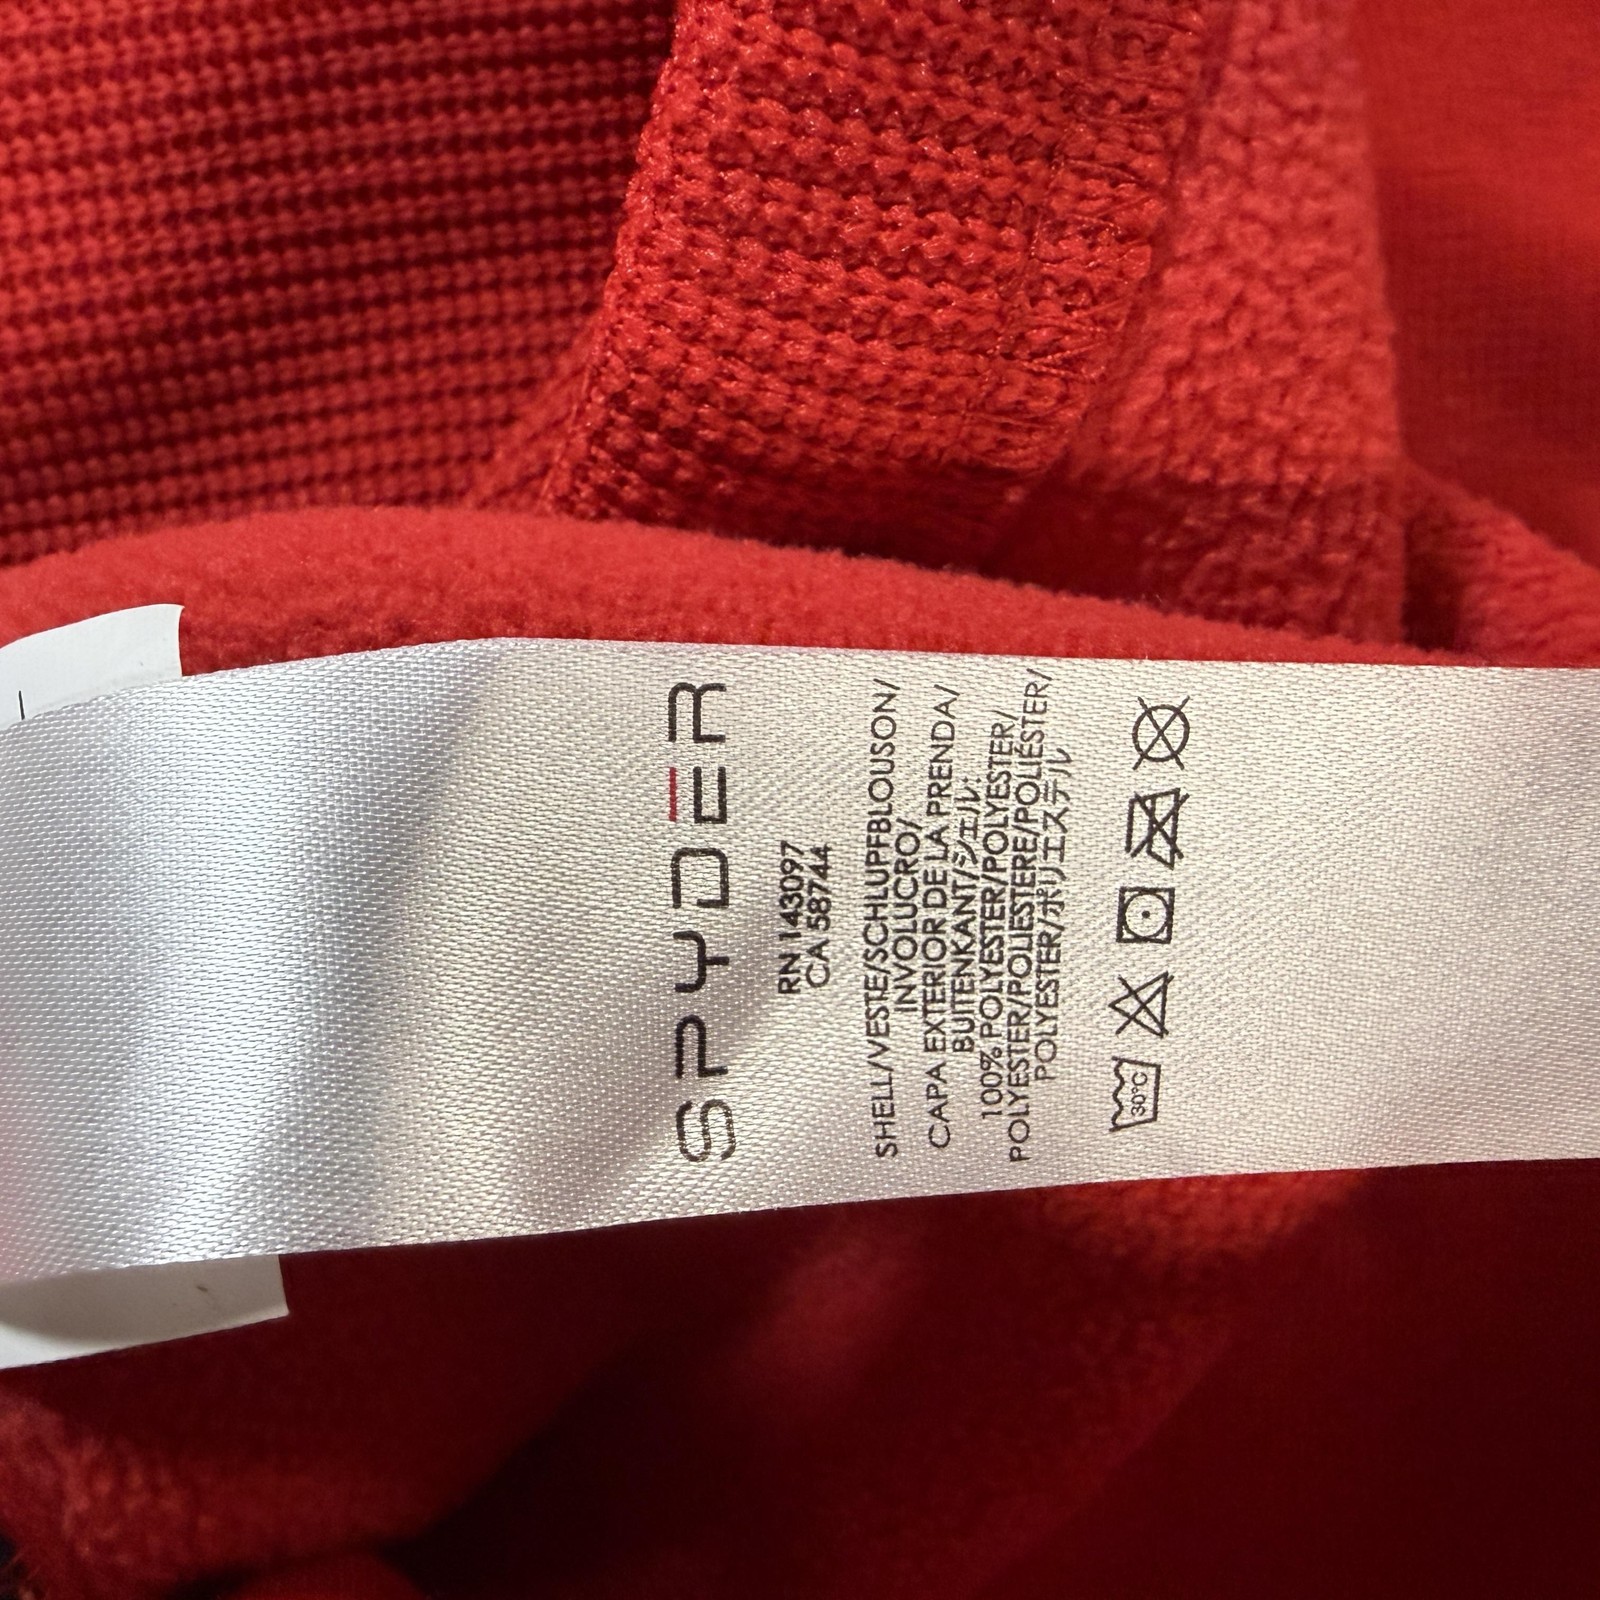 SPYDER
RN 143097
CA 58744
SHELL/VESTE/SCHLUPFBLOUSON/
INVOLUCRO/
CAPA EXTERIOR DE LA PRENDA/
BUITENKANT/シェル:
100% POLYESTER/POLYESTER/
POLYESTER/POLIESTERE/POLIÉSTER/
POLYESTER/ポリエステル
30°C